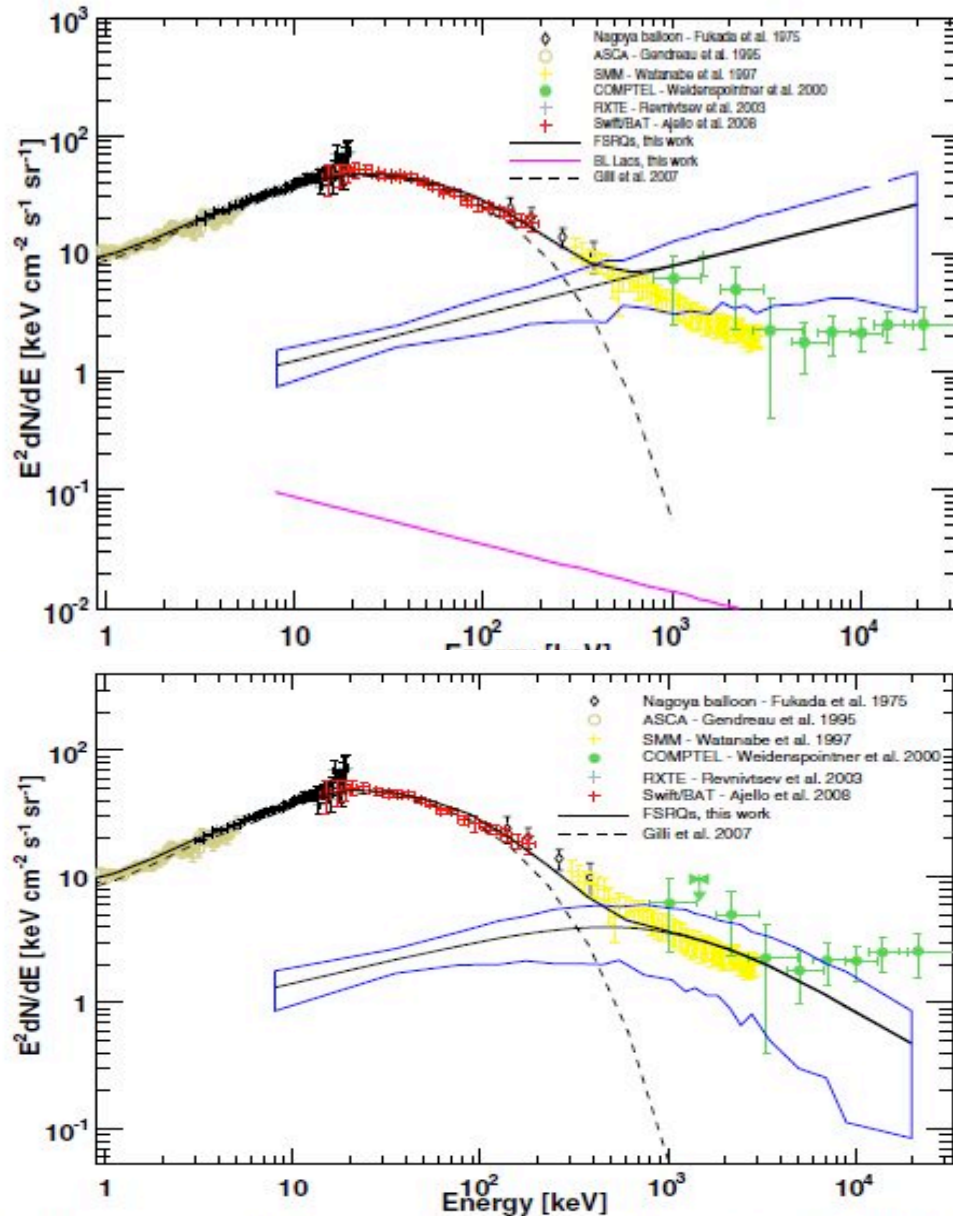 10³
10²
10
1
10⁻¹
10⁻²
E²dN/dE [keV cm⁻² s⁻¹ sr⁻¹]
Nagoya balloon - Fukada et al. 1975
ASCA - Gendreau et al. 1995
SMM - Watanabe et al. 1997
COMPTEL - Weidenspointner et al. 2000
RXTE - Revnivtsev et al. 2003
Swift/BAT - Ajello et al. 2008
FSRQs, this work
BL Lacs, this work
Gilli et al. 2007
1 10 10² 10³ 10⁴
Energy [keV]
10²
10
1
10⁻¹
E²dN/dE [keV cm⁻² s⁻¹ sr⁻¹]
Nagoya balloon - Fukada et al. 1975
ASCA - Gendreau et al. 1995
SMM - Watanabe et al. 1997
COMPTEL - Weidenspointner et al. 2000
RXTE - Revnivtsev et al. 2003
Swift/BAT - Ajello et al. 2008
FSRQs, this work
Gilli et al. 2007
1 10 10² 10³ 10⁴
Energy [keV]